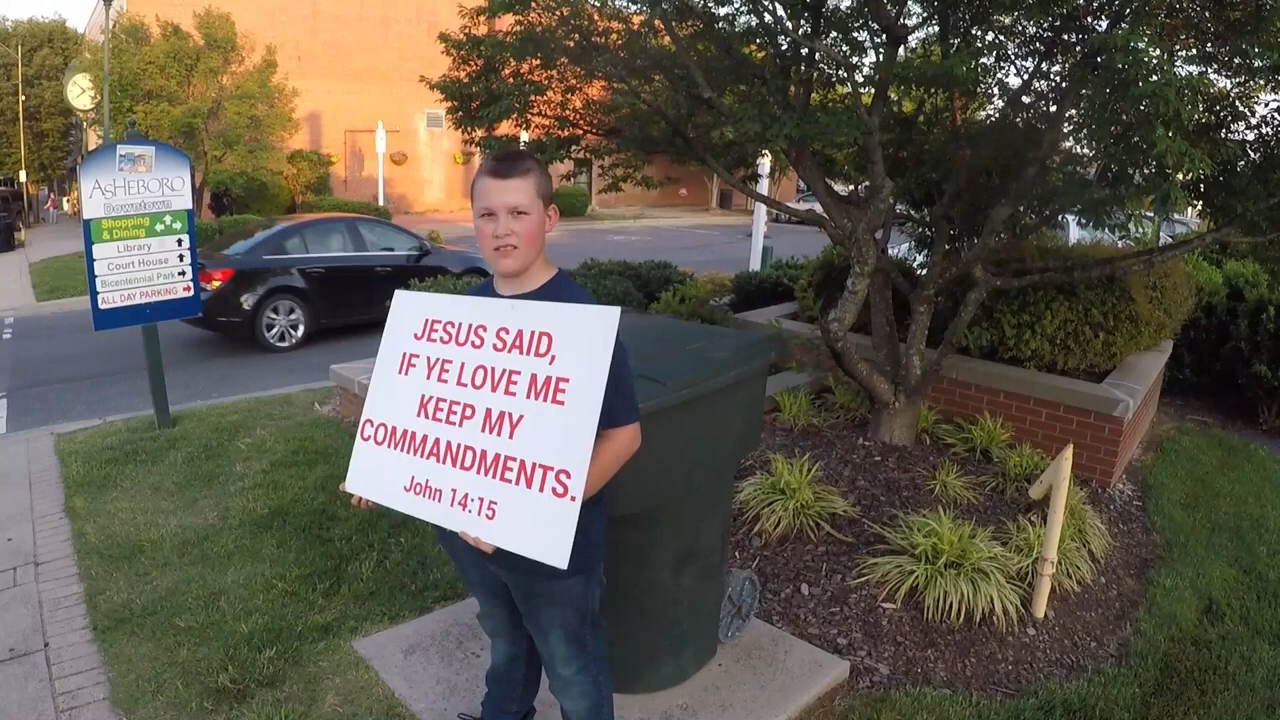 ASHEBORO
Downtown
Shopping
& Dining
Library
Court House
Bicentennial Park
ALL DAY PARKING
JESUS SAID,
IF YE LOVE ME
KEEP MY
COMMANDMENTS.
John 14:15